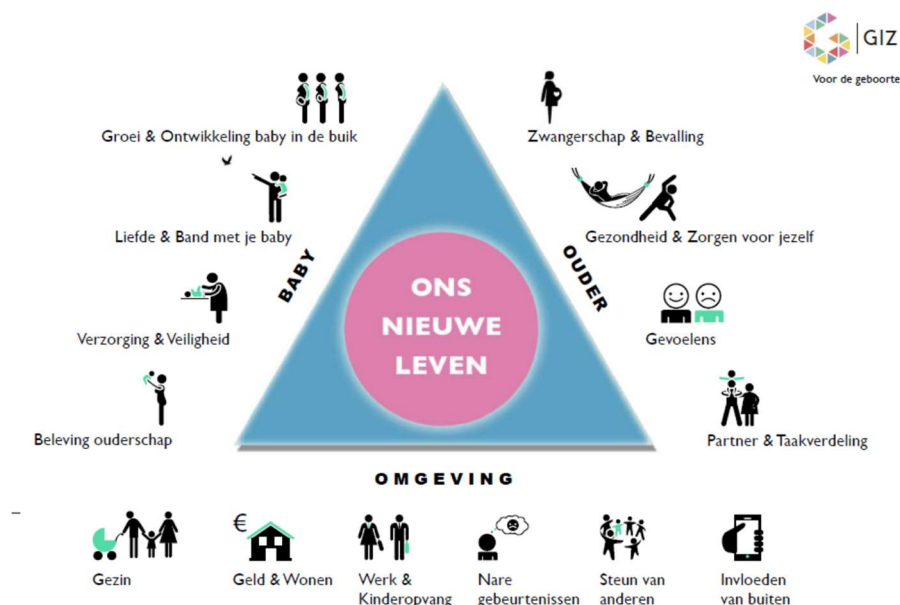 GIZ
Voor de geboorte
Groei & Ontwikkeling baby in de buik
Zwangerschap & Bevalling
Liefde & Band met je baby
Gezondheid & Zorgen voor jezelf
BABY
OUDER
ONS
NIEUWE
LEVEN
Verzorging & Veiligheid
Gevoelens
Beleving ouderschap
Partner & Taakverdeling
OMGEVING
€
Gezin
Geld & Wonen
Werk &
Kinderopvang
Nare
gebeurtenissen
Steun van
anderen
Invloeden
van buiten